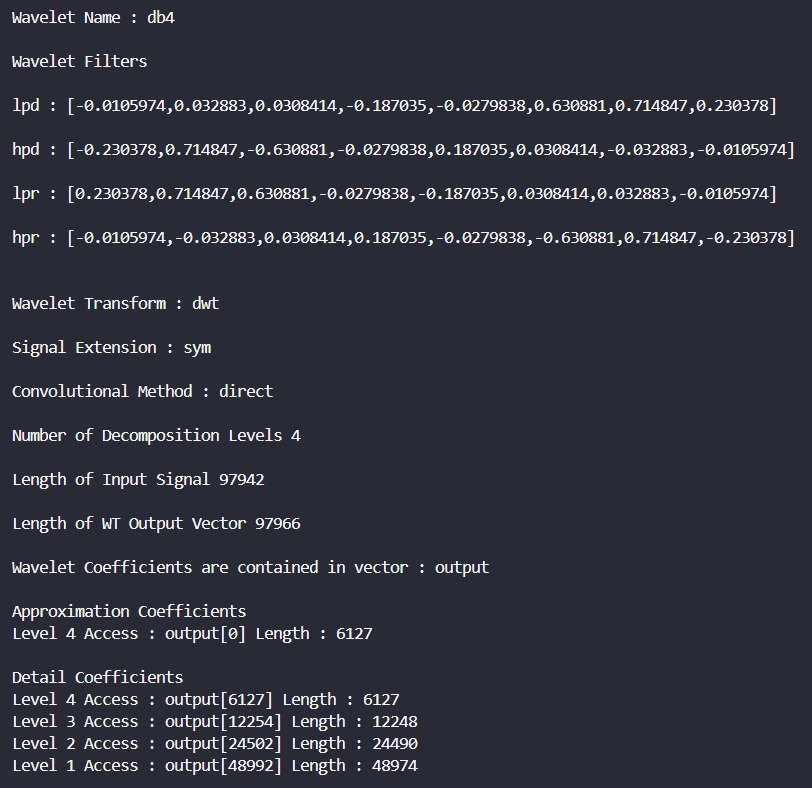 Wavelet Name : db4
Wavelet Filters
lpd : [-0.0105974,0.032883,0.0308414,-0.187035,-0.0279838,0.630881,0.714847,0.230378]
hpd : [-0.230378,0.714847,-0.630881,-0.0279838,0.187035,0.0308414,-0.032883,-0.0105974]
lpr : [0.230378,0.714847,0.630881,-0.0279838,-0.187035,0.0308414,0.032883,-0.0105974]
hpr : [-0.0105974,-0.032883,0.0308414,0.187035,-0.0279838,-0.630881,0.714847,-0.230378]
Wavelet Transform : dwt
Signal Extension : sym
Convolutional Method : direct
Number of Decomposition Levels 4
Length of Input Signal 97942
Length of WT Output Vector 97966
Wavelet Coefficients are contained in vector : output
Approximation Coefficients
Level 4 Access : output[0] Length : 6127
Detail Coefficients
Level 4 Access : output[6127] Length : 6127
Level 3 Access : output[12254] Length : 12248
Level 2 Access : output[24502] Length : 24490
Level 1 Access : output[48992] Length : 48974